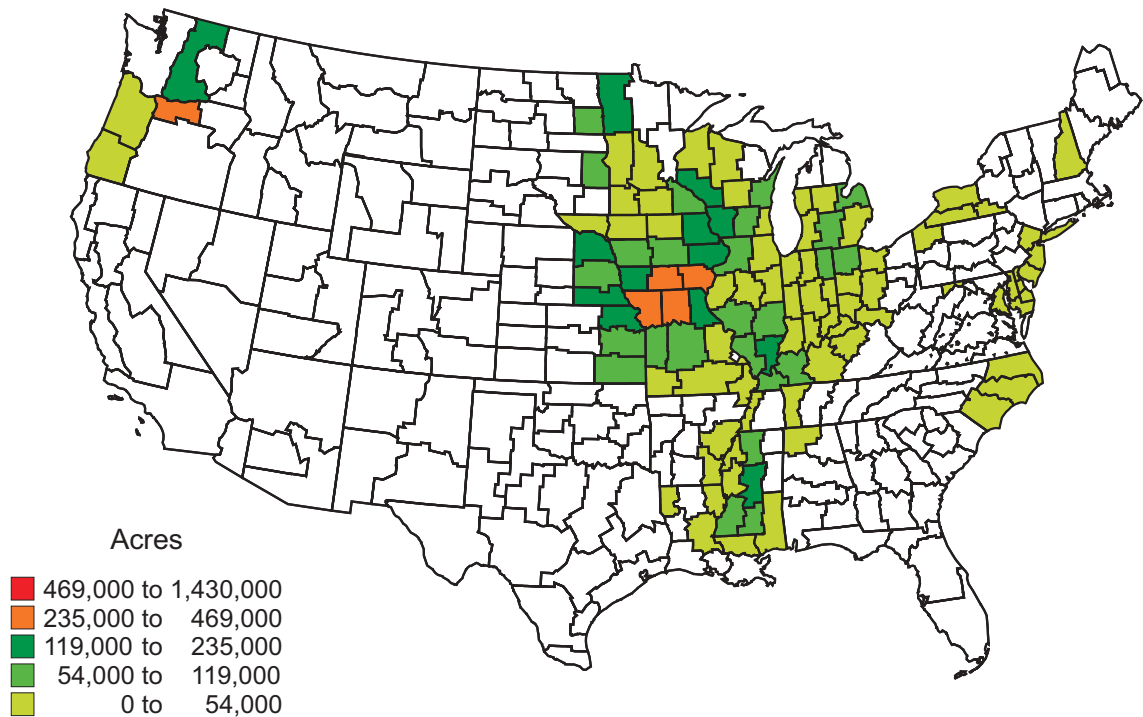 Acres
469,000 to 1,430,000
235,000 to 469,000
119,000 to 235,000
54,000 to 119,000
0 to 54,000